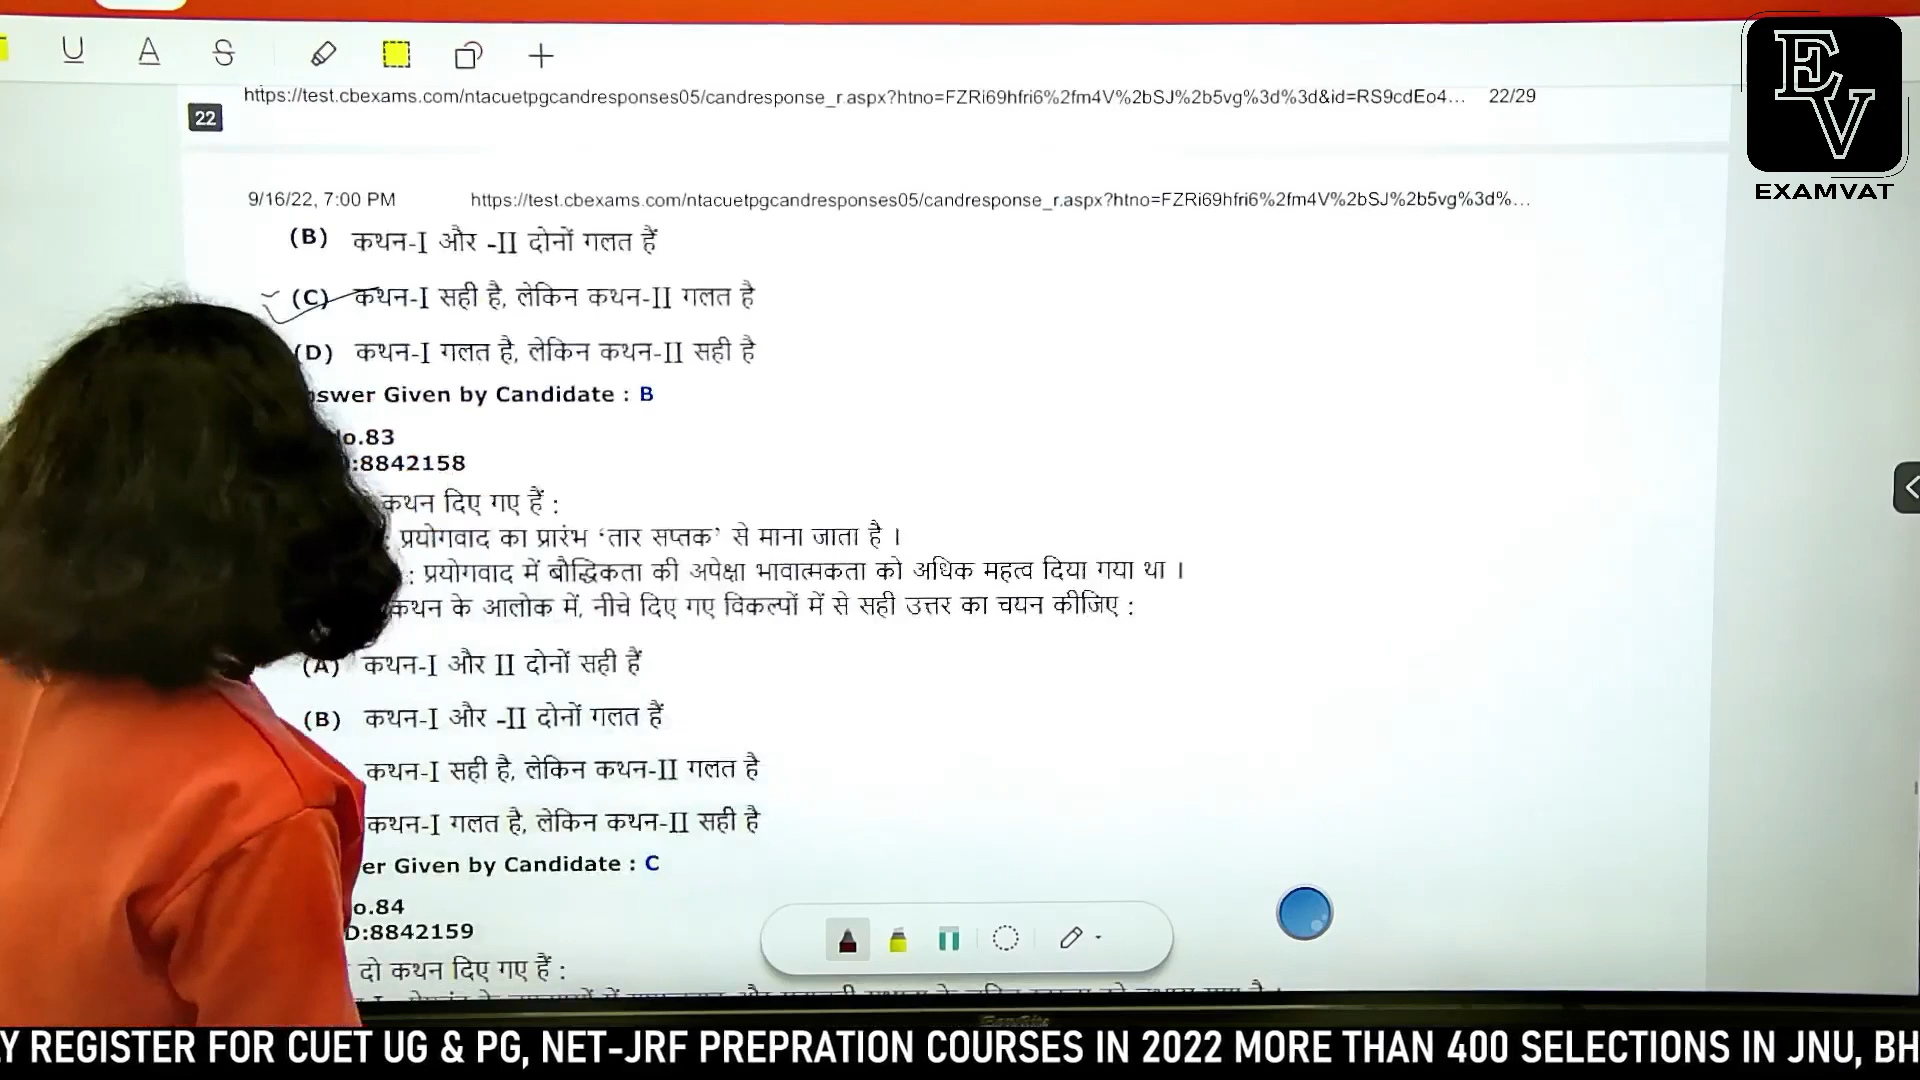 U A S
https://test.cbexams.com/ntacuetpgcandresponses05/candresponse_r.aspx?htno=FZRi69hfri6%2fm4V%2bSJ%2b5vg%3d%3d&id=RS9cdEo4... 22/29
22
EV
EXAMVAT
9/16/22, 7:00 PM https://test.cbexams.com/ntacuetpgcandresponses05/candresponse_r.aspx?htno=FZRi69hfri6%2fm4V%2bSJ%2b5vg%3d%...
(B) कथन-I और -II दोनों गलत हैं
(C) कथन-I सही है, लेकिन कथन-II गलत है
(D) कथन-I गलत है, लेकिन कथन-II सही है
nswer Given by Candidate : B
o.83
:8842158
कथन दिए गए हैं :
: प्रयोगवाद का प्रारंभ ‘तार सप्तक’ से माना जाता है ।
: प्रयोगवाद में बौद्धिकता की अपेक्षा भावात्मकता को अधिक महत्व दिया गया था ।
कथन के आलोक में, नीचे दिए गए विकल्पों में से सही उत्तर का चयन कीजिए :
(A) कथन-I और II दोनों सही हैं
(B) कथन-I और -II दोनों गलत हैं
कथन-I सही है, लेकिन कथन-II गलत है
कथन-I गलत है, लेकिन कथन-II सही है
er Given by Candidate : C
o.84
D:8842159
दो कथन दिए गए हैं :
Y REGISTER FOR CUET UG & PG, NET-JRF PREPRATION COURSES IN 2022 MORE THAN 400 SELECTIONS IN JNU, BH